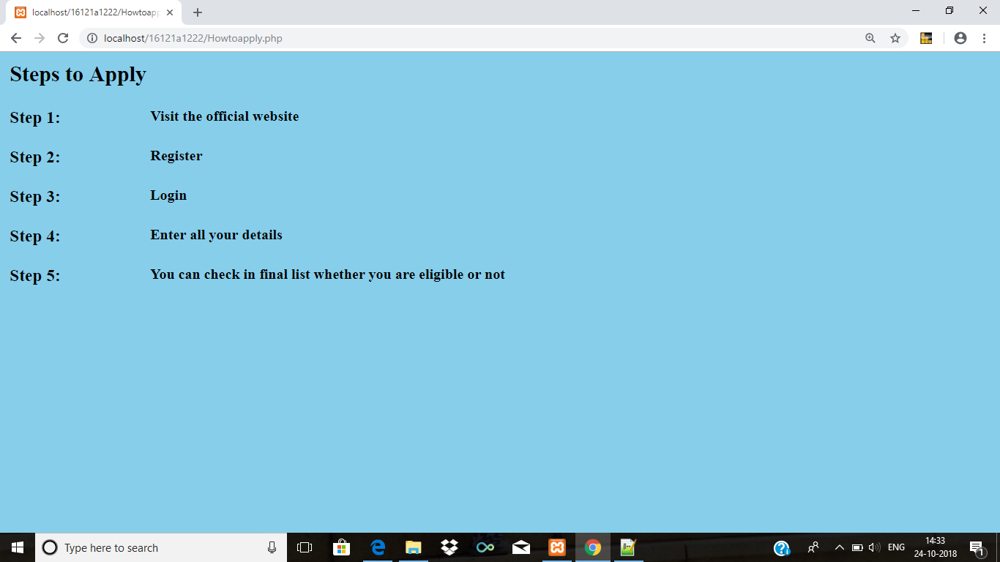 localhost/16121a1222/Howtoapp
localhost/16121a1222/Howtoapply.php
Steps to Apply
Step 1: Visit the official website
Step 2: Register
Step 3: Login
Step 4: Enter all your details
Step 5: You can check in final list whether you are eligible or not
Type here to search
ENG
14:33
24-10-2018
1